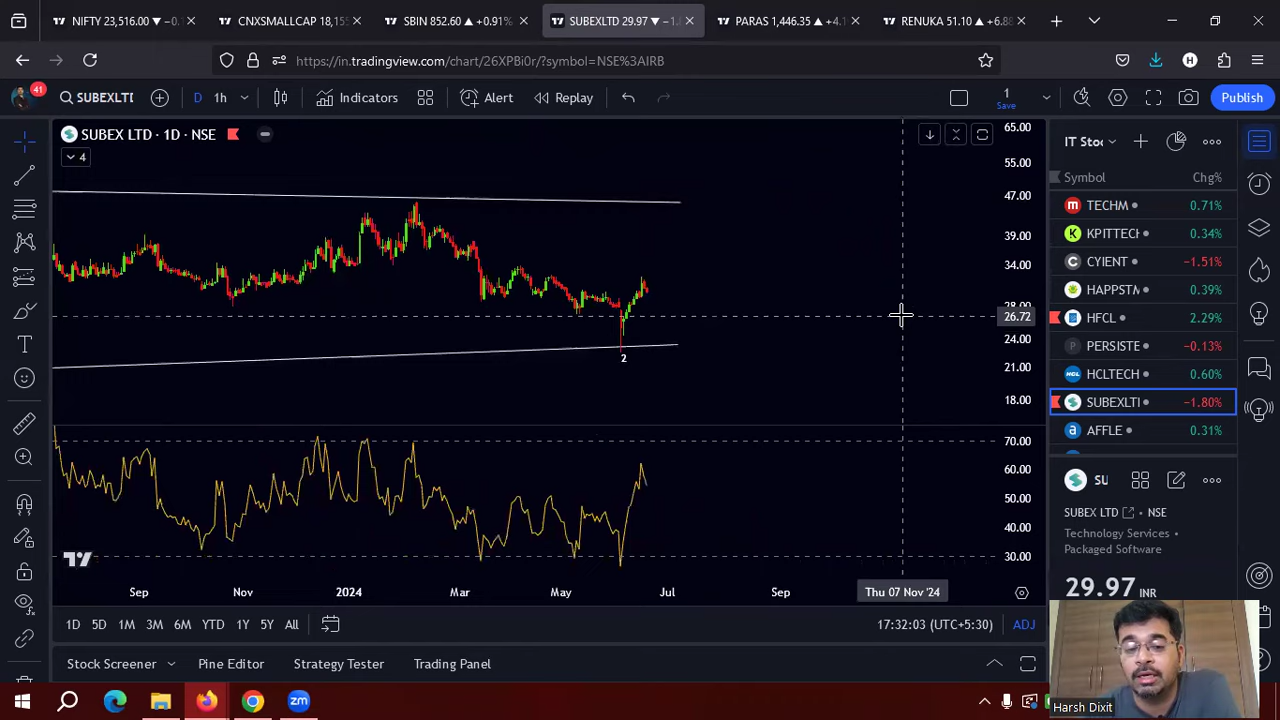 NIFTY 23,516.00 ▼ −0.
CNXSMALLCAP 18,155
SBIN 852.60 ▲ +0.91%
SUBEXLTD 29.97 ▼ −1.
PARAS 1,446.35 ▲ +4.1
RENUKA 51.10 ▲ +6.88
https://in.tradingview.com/chart/26XPBi0r/?symbol=NSE%3AIRB
41
SUBEXLTI
D
1h
Indicators
Alert
Replay
1
Save
Publish
SUBEX LTD · 1D · NSE
4
65.00
55.00
47.00
39.00
34.00
28.00
26.72
24.00
21.00
18.00
2
70.00
60.00
50.00
40.00
30.00
Sep
Nov
2024
Mar
May
Jul
Sep
Thu 07 Nov '24
1D
5D
1M
3M
6M
YTD
1Y
5Y
All
17:32:03 (UTC+5:30)
ADJ
Stock Screener
Pine Editor
Strategy Tester
Trading Panel
IT Stoc
Symbol
Chg%
TECHM 0.71%
KPITTECH 0.34%
CYIENT −1.51%
HAPPSTM 0.39%
HFCL 2.29%
PERSISTE −0.13%
HCLTECH 0.60%
SUBEXLTI −1.80%
AFFLE 0.31%
SU
SUBEX LTD · NSE
Technology Services
Packaged Software
29.97 INR
Harsh Dixit